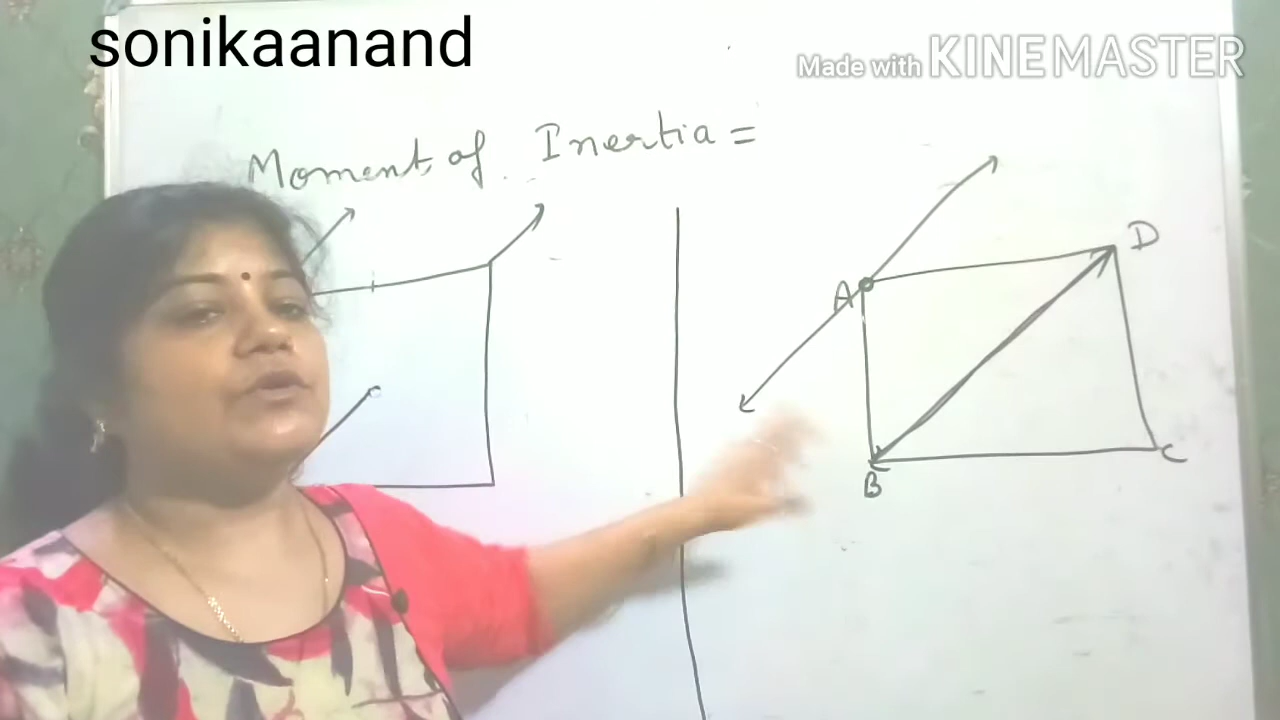 sonikaanand
Made with KINEMASTER
Moment of Inertia =
D
A
B
C